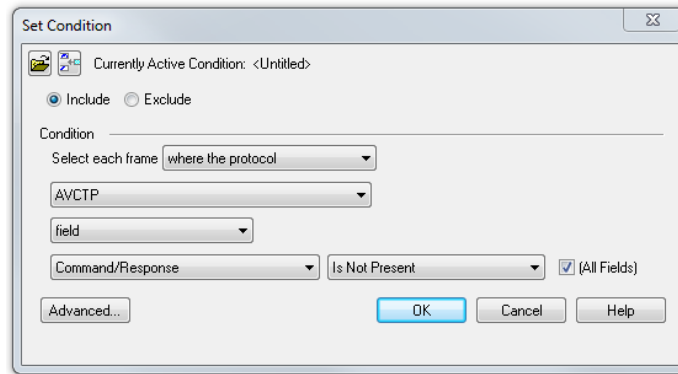 Set Condition
Currently Active Condition: <Untitled>
Include Exclude
Condition
Select each frame where the protocol
AVCTP
field
Command/Response Is Not Present (All Fields)
Advanced... OK Cancel Help